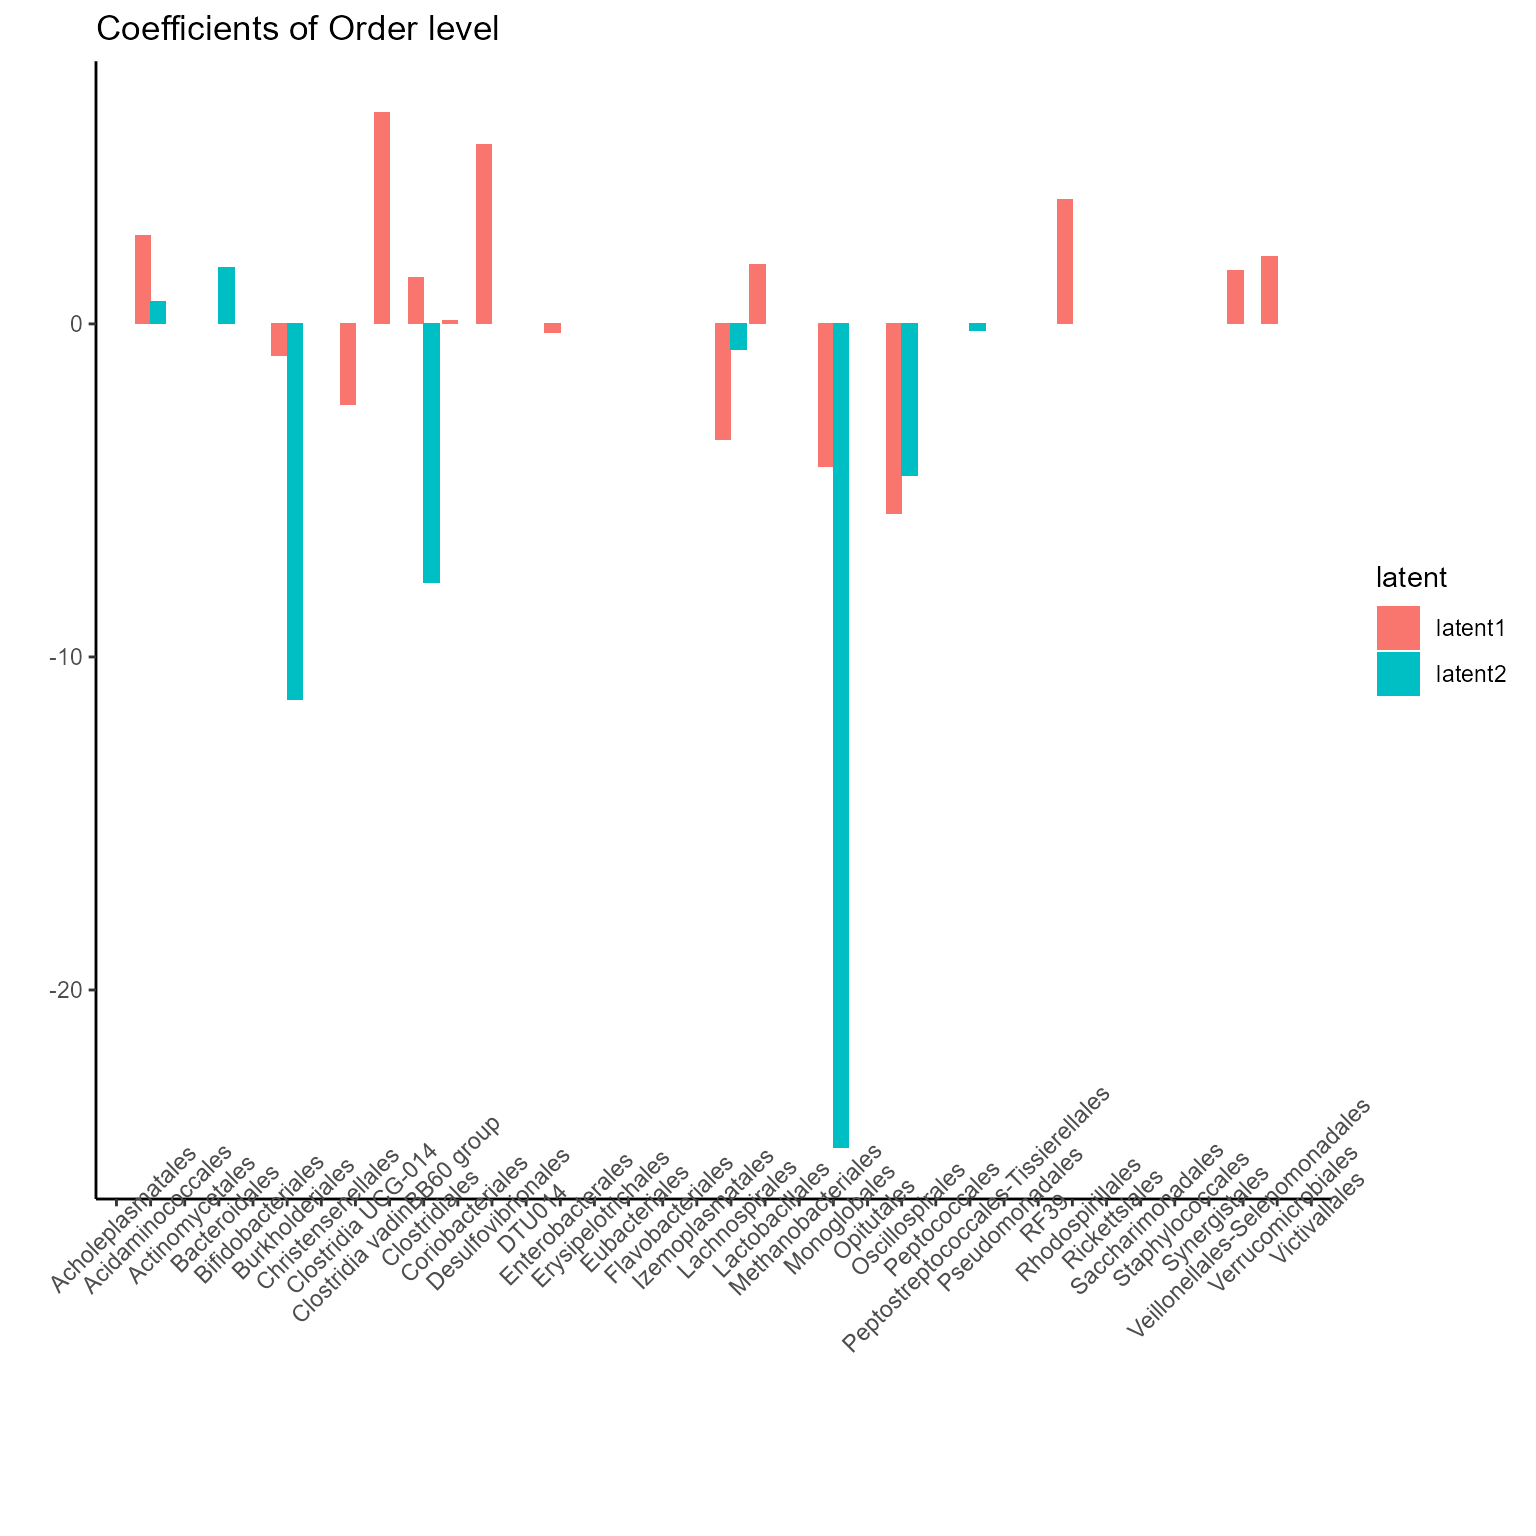 Coefficients of Order level
0
-10
-20
latent
latent1
latent2
Acholeplasmatales
Acidaminococcales
Actinomycetales
Bacteroidales
Bifidobacteriales
Burkholderiales
Christensenellales
Clostridia UCG-014
Clostridia vadinBB60 group
Clostridiales
Coriobacteriales
Desulfovibrionales
DTU014
Enterobacterales
Erysipelotrichales
Eubacteriales
Flavobacteriales
Izemoplasmatales
Lachnospirales
Lactobacillales
Methanobacteriales
Monoglobales
Opitutales
Oscillospirales
Peptococcales
Peptostreptococcales-Tissierellales
Pseudomonadales
RF39
Rhodospirillales
Rickettsiales
Saccharimonadales
Staphylococcales
Synergistales
Veillonellales-Selenomonadales
Verrucomicrobiales
Victivallales